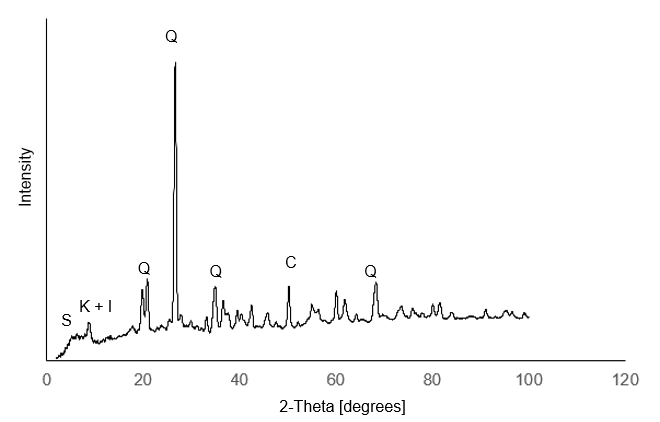 Q
Q
Q
C
Q
K + I
S
Intensity
0 20 40 60 80 100 120
2-Theta [degrees]